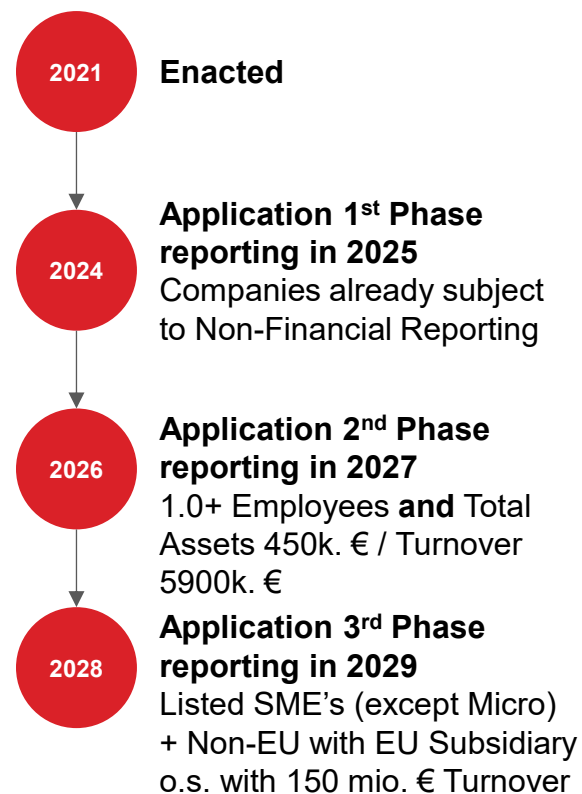 2021
Enacted
2024
Application 1st Phase
reporting in 2025
Companies already subject
to Non-Financial Reporting
2026
Application 2nd Phase
reporting in 2027
1.0+ Employees and Total
Assets 450k. € / Turnover
5900k. €
2028
Application 3rd Phase
reporting in 2029
Listed SME's (except Micro)
+ Non-EU with EU Subsidiary
o.s. with 150 mio. € Turnover